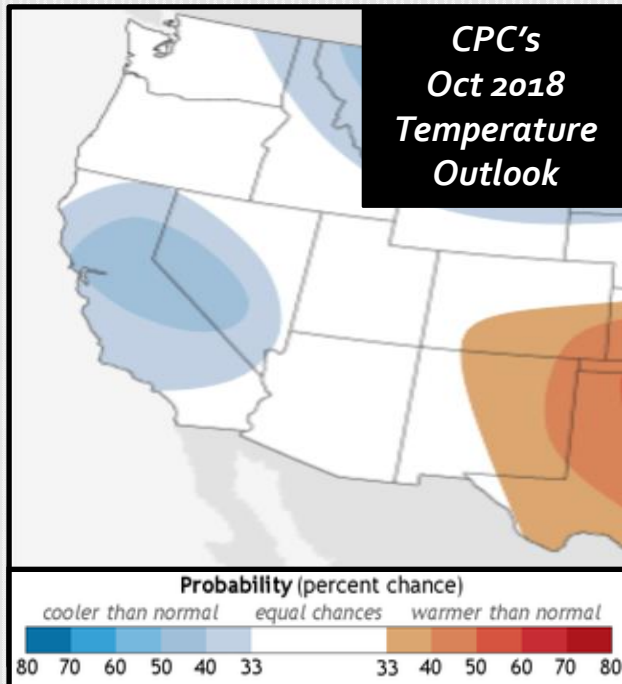 CPC's
Oct 2018
Temperature
Outlook
Probability (percent chance)
cooler than normal equal chances warmer than normal
80 70 60 50 40 33 33 40 50 60 70 80